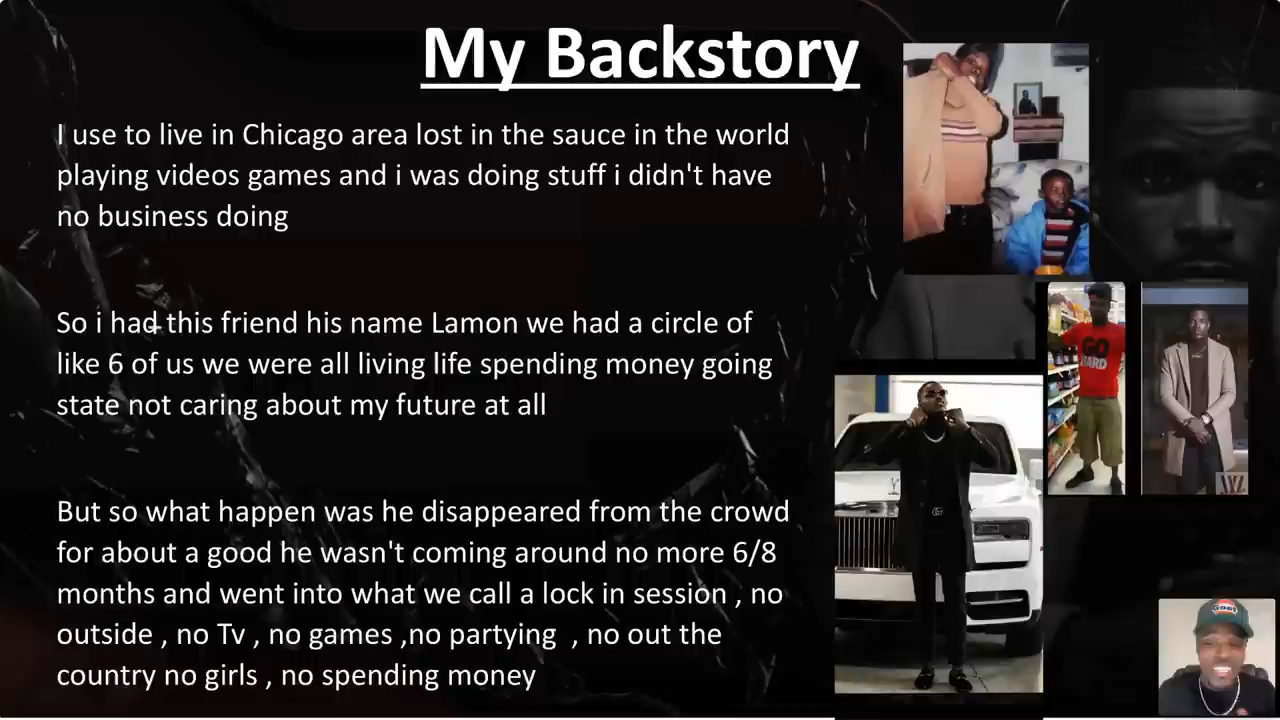 My Backstory
I use to live in Chicago area lost in the sauce in the world
playing videos games and i was doing stuff i didn't have
no business doing
So i had this friend his name Lamon we had a circle of
like 6 of us we were all living life spending money going
state not caring about my future at all
But so what happen was he disappeared from the crowd
for about a good he wasn't coming around no more 6/8
months and went into what we call a lock in session , no
outside , no Tv , no games ,no partying  , no out the
country no girls , no spending money
GO
HARD